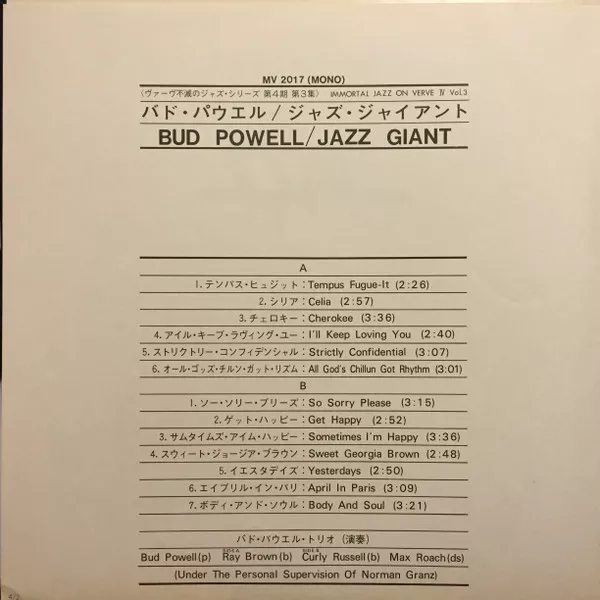 MV 2017 (MONO)
〈ヴァーヴ不滅のジャズ・シリーズ 第4期 第3集〉 IMMORTAL JAZZ ON VERVE Ⅳ Vol.3
バド・パウエル / ジャズ・ジャイアント
BUD POWELL/JAZZ GIANT
A
1. テンパス・ヒュジット : Tempus Fugue-It (2:26)
2. シリア : Celia (2:57)
3. チェロキー : Cherokee (3:36)
4. アイル・キープ・ラヴィング・ユー : I'll Keep Loving You (2:40)
5. ストリクトリー・コンフィデンシャル : Strictly Confidential (3:07)
6. オール・ゴッズ・チルン・ガット・リズム : All God's Chillun Got Rhythm (3:01)
B
1. ソー・ソリー・プリーズ : So Sorry Please (3:15)
2. ゲット・ハッピー : Get Happy (2:52)
3. サムタイムズ・アイム・ハッピー : Sometimes I'm Happy (3:36)
4. スウィート・ジョージア・ブラウン : Sweet Georgia Brown (2:48)
5. イエスタデイズ : Yesterdays (2:50)
6. エイプリル・イン・パリ : April In Paris (3:09)
7. ボディ・アンド・ソウル : Body And Soul (3:21)
バド・パウエル・トリオ (演奏)
SIDE A SIDE B
Bud Powell(p) Ray Brown(b) Curly Russell(b) Max Roach(ds)
(Under The Personal Supervision Of Norman Granz)